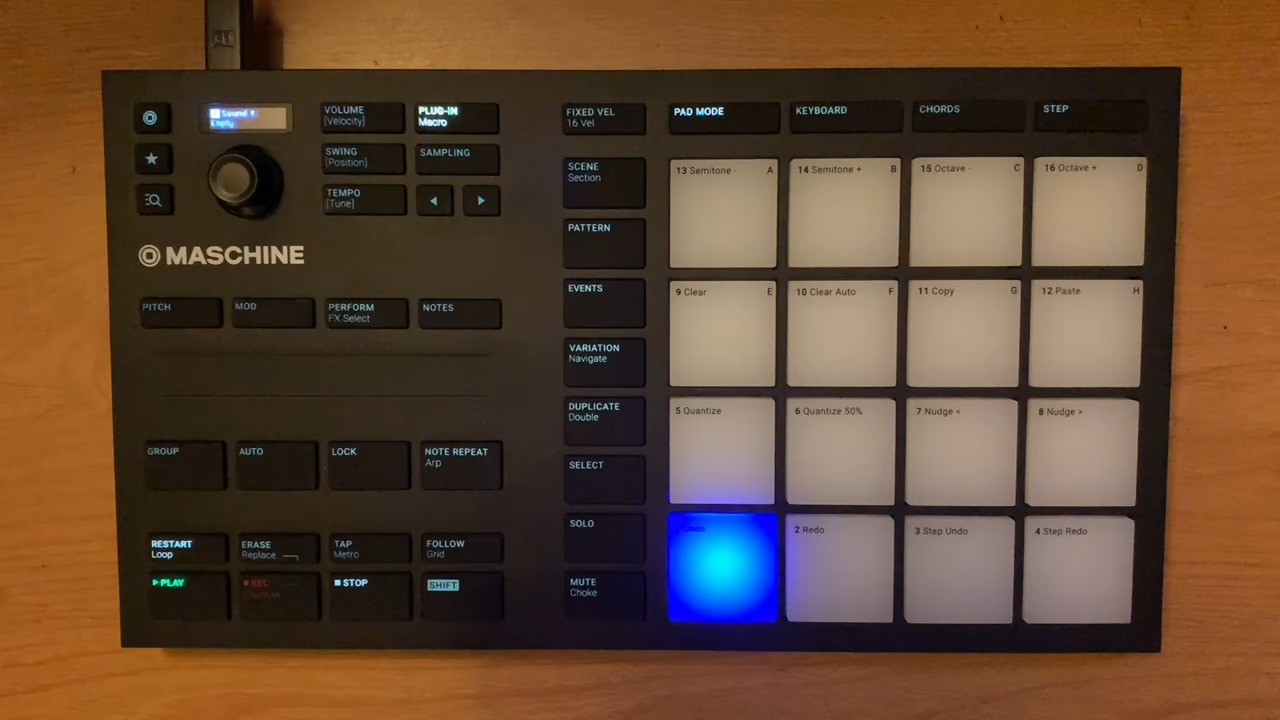 Sound
Empty
VOLUME
[Velocity]
PLUG-IN
Macro
SWING
[Position]
SAMPLING
TEMPO
[Tune]
MASCHINE
PITCH
MOD
PERFORM
FX Select
NOTES
GROUP
AUTO
LOCK
NOTE REPEAT
Arp
RESTART
Loop
ERASE
Replace
TAP
Metro
FOLLOW
Grid
PLAY
REC
STOP
SHIFT
FIXED VEL
16 Vel
SCENE
Section
PATTERN
EVENTS
VARIATION
Navigate
DUPLICATE
Double
SELECT
SOLO
MUTE
Choke
PAD MODE
KEYBOARD
CHORDS
STEP
13 Semitone - A
14 Semitone + B
15 Octave - C
16 Octave + D
9 Clear E
10 Clear Auto F
11 Copy G
12 Paste H
5 Quantize
6 Quantize 50%
7 Nudge <
8 Nudge >
Undo
2 Redo
3 Step Undo
4 Step Redo